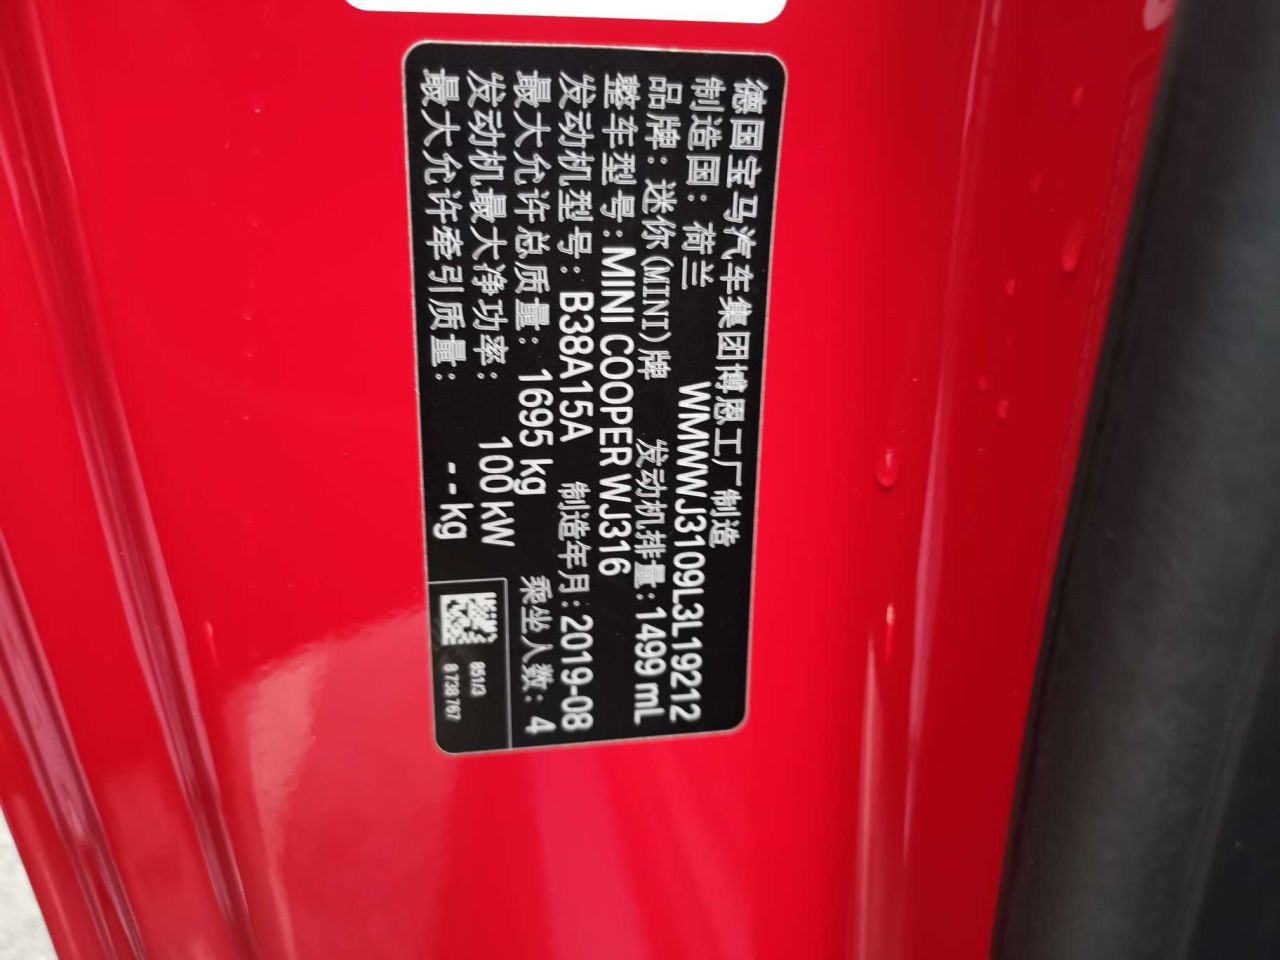 德国宝马汽车集团博恩工厂 制造
制造国: 荷兰 WMWWJ3109L3L19212
品牌: 迷你(MINI)牌 发动机排量: 1499 mL
整车型号: MINI COOPER WJ316
发动机型号: B38A15A 制造年月: 2019-08
最大允许总质量: 1695 kg 乘坐人数: 4
发动机最大净功率: 100 kW
最大允许牵引质量: - - kg
851/3
8 738 767